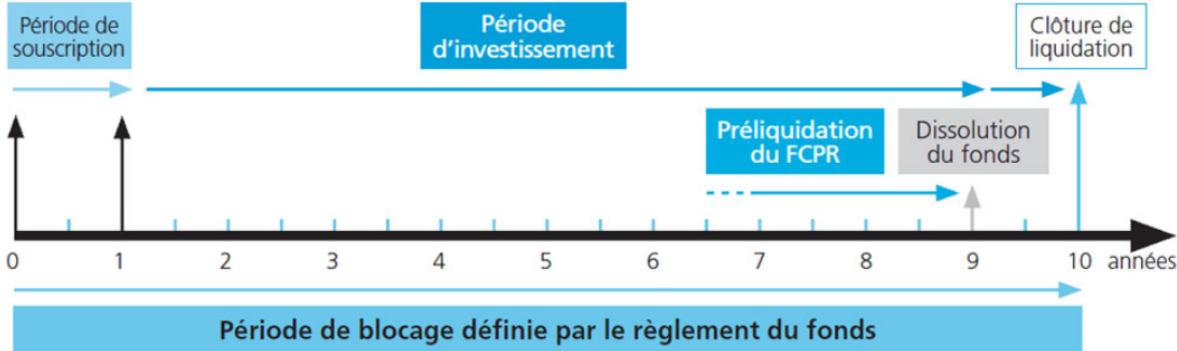 Période de
souscription
Période
d'investissement
Clôture de
liquidation
Préliquidation
du FCPR
Dissolution
du fonds
0 1 2 3 4 5 6 7 8 9 10 années
Période de blocage définie par le règlement du fonds